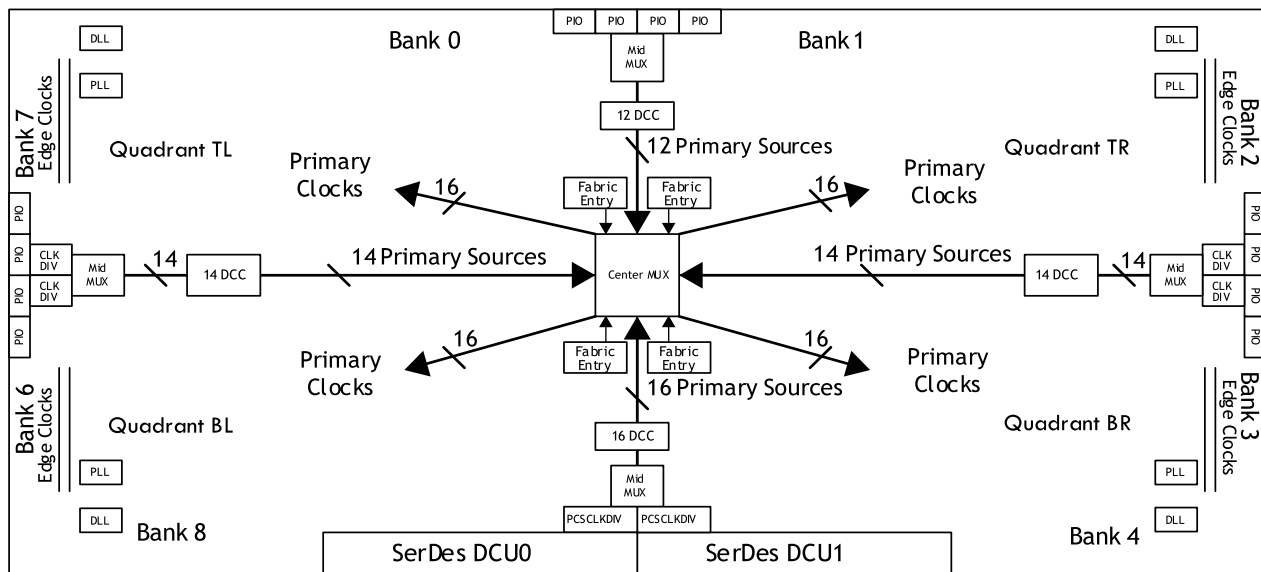 PIO PIO PIO PIO
DLL
Bank 0
Bank 1
DLL
Mid
MUX
PLL
PLL
Bank 7
Edge Clocks
Bank 2
Edge Clocks
12 DCC
Quadrant TL
12 Primary Sources
Quadrant TR
Primary
Clocks
16
Fabric
Entry
Fabric
Entry
16
Primary
Clocks
PIO
PIO
PIO
PIO
CLK
DIV
CLK
DIV
Mid
MUX
14
14 DCC
14 Primary Sources
Center MUX
14 Primary Sources
14 DCC
14
Mid
MUX
CLK
DIV
CLK
DIV
PIO
PIO
PIO
PIO
Primary
Clocks
16
Fabric
Entry
Fabric
Entry
16
Primary
Clocks
16 Primary Sources
Bank 6
Edge Clocks
Bank 3
Edge Clocks
Quadrant BL
Quadrant BR
16 DCC
PLL
PLL
Mid
MUX
DLL
Bank 8
PCSCLKDIV PCSCLKDIV
Bank 4
DLL
SerDes DCU0
SerDes DCU1